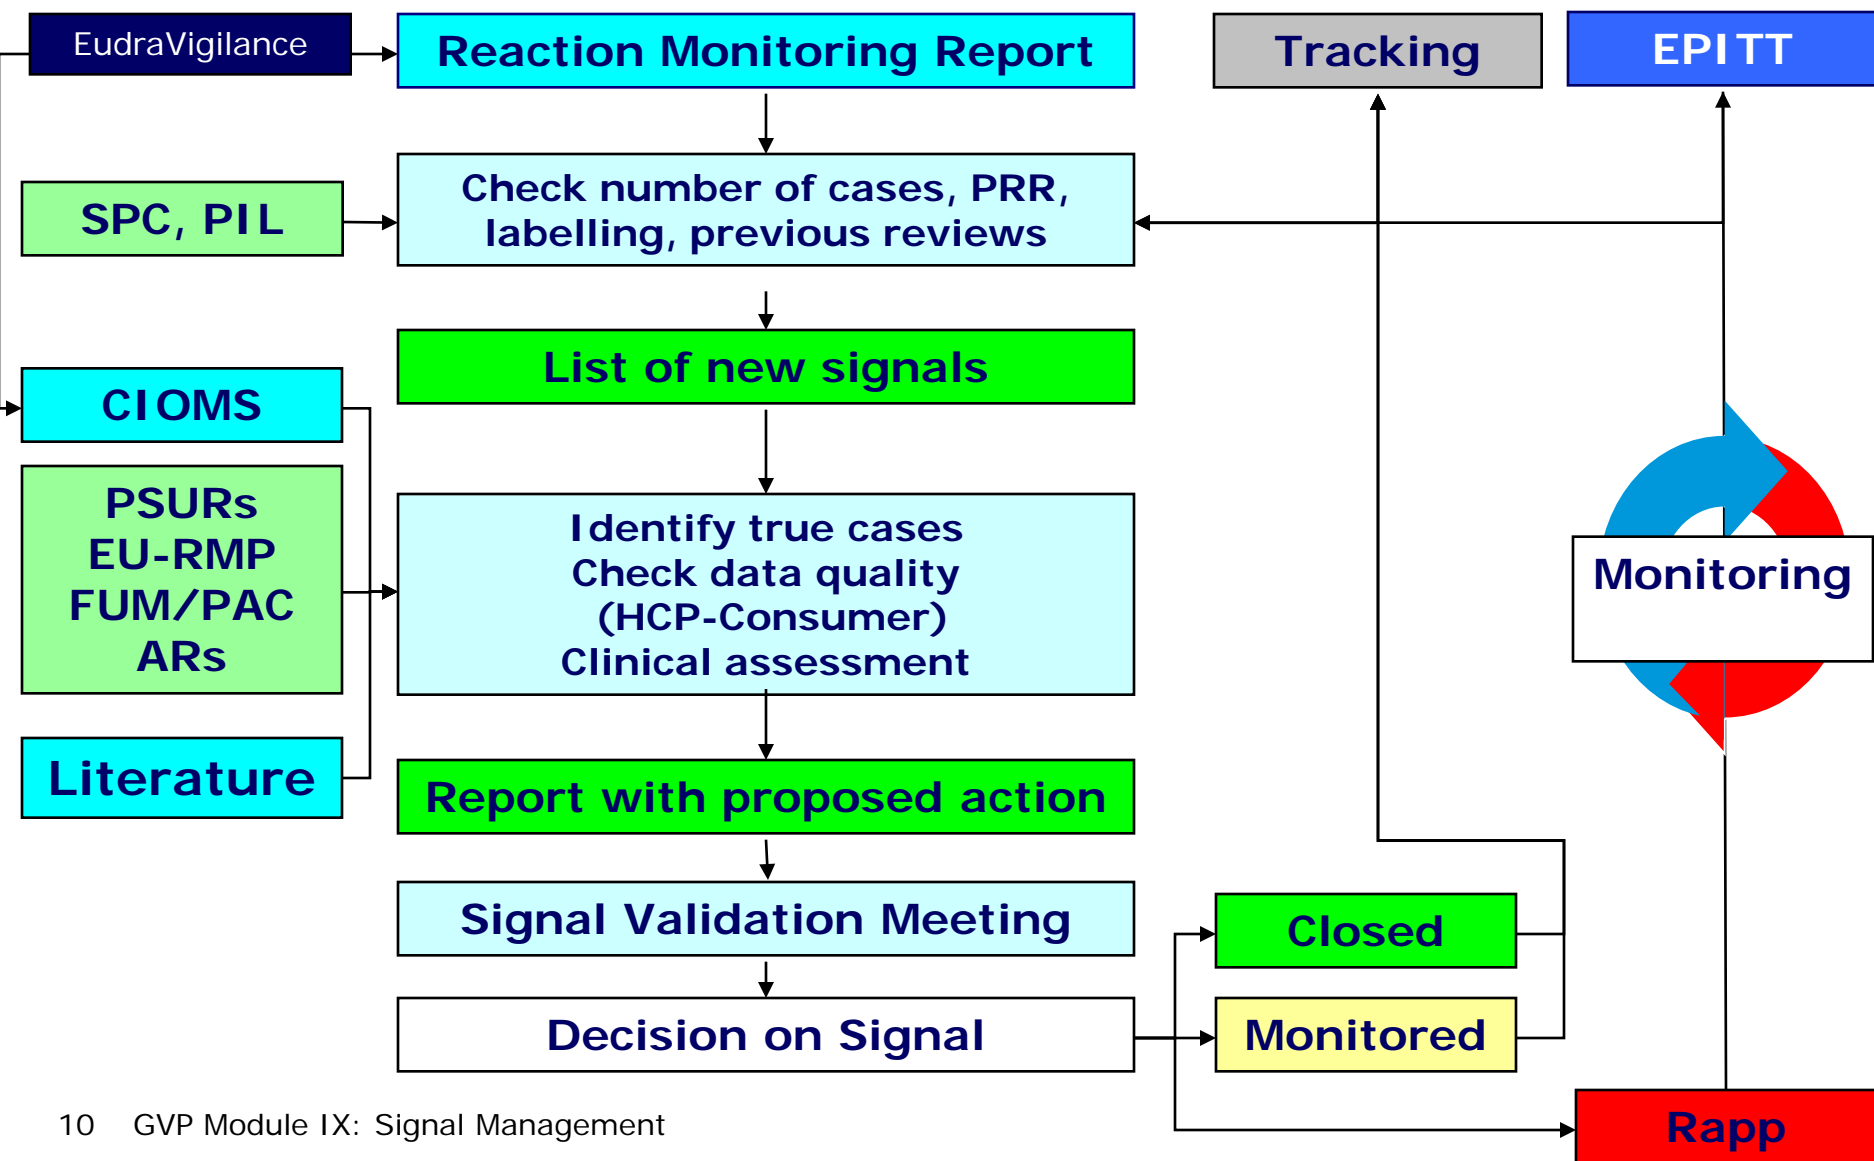 EudraVigilance
Reaction Monitoring Report
Tracking
EPITT
SPC, PIL
Check number of cases, PRR,
labelling, previous reviews
List of new signals
CIOMS
PSURs
EU-RMP
FUM/PAC
ARs
Identify true cases
Check data quality
(HCP-Consumer)
Clinical assessment
Monitoring
Literature
Report with proposed action
Signal Validation Meeting
Closed
Decision on Signal
Monitored
Rapp
10 GVP Module IX: Signal Management